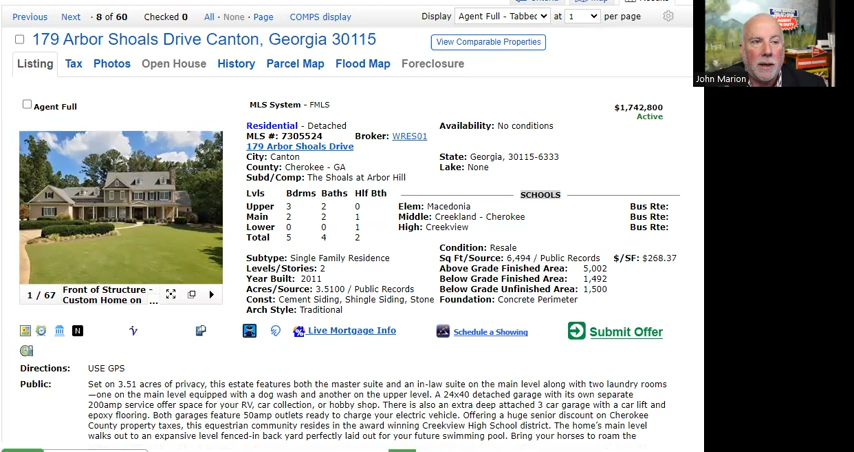 Previous Next · 8 of 60 Checked 0 All · None · Page COMPS display Display Agent Full - Tabbec at 1 per page
179 Arbor Shoals Drive Canton, Georgia 30115 View Comparable Properties
John Marion
Listing Tax Photos Open House History Parcel Map Flood Map Foreclosure
Agent Full MLS System - FMLS $1,742,800
Active
Residential - Detached Availability: No conditions
MLS #: 7305524 Broker: WRES01
179 Arbor Shoals Drive
City: Canton State: Georgia, 30115-6333
County: Cherokee - GA Lake: None
Subd/Comp: The Shoals at Arbor Hill
Lvls Bdrms Baths Hlf Bth SCHOOLS
Upper 3 2 0 Elem: Macedonia Bus Rte:
Main 2 2 1 Middle: Creekland - Cherokee Bus Rte:
Lower 0 0 1 High: Creekview Bus Rte:
Total 5 4 2
Condition: Resale
Subtype: Single Family Residence Sq Ft/Source: 6,494 / Public Records $/SF: $268.37
Levels/Stories: 2 Above Grade Finished Area: 5,002
Year Built: 2011 Below Grade Finished Area: 1,492
Acres/Source: 3.5100 / Public Records Below Grade Unfinished Area: 1,500
Const: Cement Siding, Shingle Siding, Stone Foundation: Concrete Perimeter
Arch Style: Traditional
1 / 67 Front of Structure -
Custom Home on ...
N Live Mortgage Info Schedule a Showing Submit Offer
Directions: USE GPS
Public: Set on 3.51 acres of privacy, this estate features both the master suite and an in-law suite on the main level along with two laundry rooms
—one on the main level equipped with a dog wash and another on the upper level. A 24x40 detached garage with its own separate
200amp service offer space for your RV, car collection, or hobby shop. There is also an extra deep attached 3 car garage with a car lift and
epoxy flooring. Both garages feature 50amp outlets ready to charge your electric vehicle. Offering a huge senior discount on Cherokee
County property taxes, this equestrian community resides in the award winning Creekview High School district. The home's main level
walks out to an expansive level fenced-in back yard perfectly laid out for your future swimming pool. Bring your horses to roam the